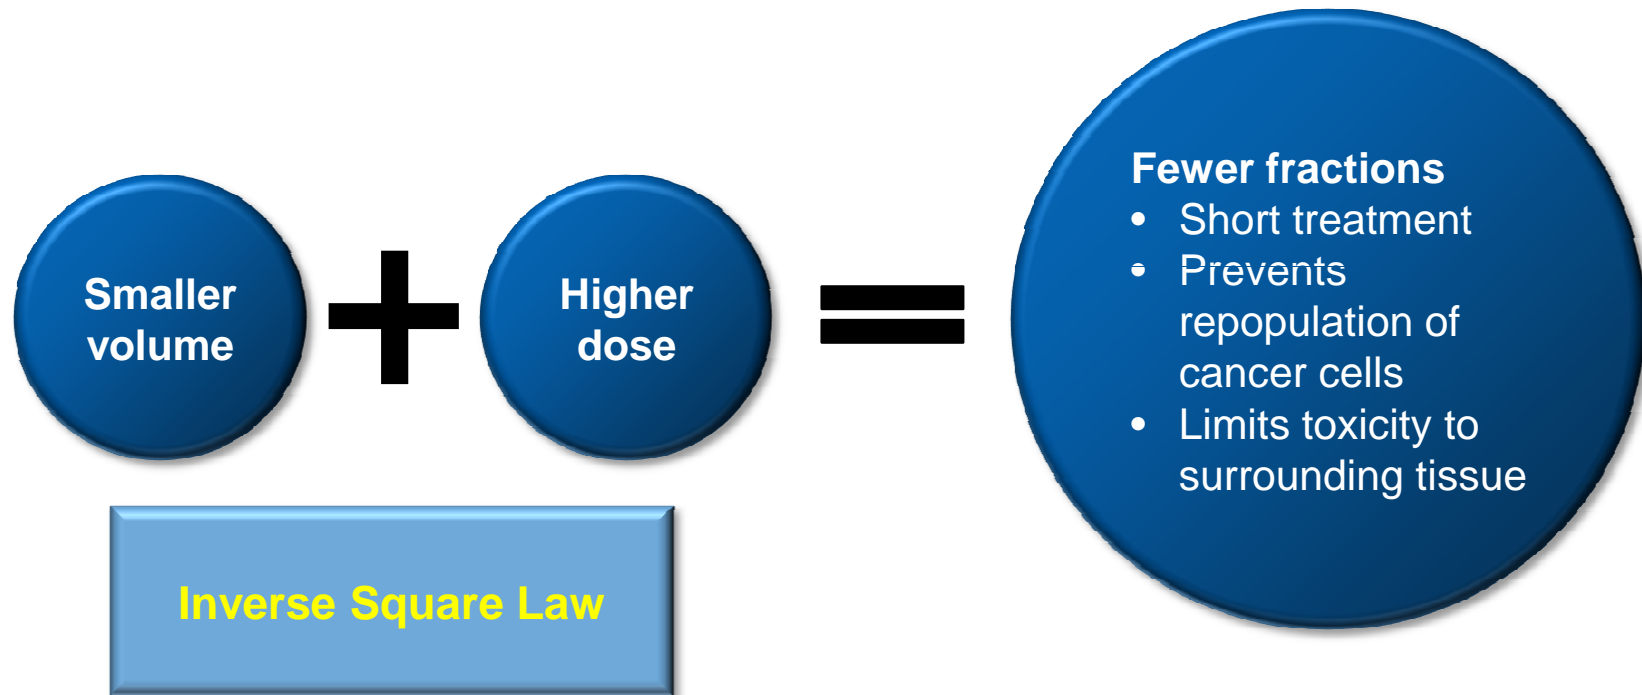 Smaller
volume
Higher
dose
Fewer fractions
• Short treatment
• Prevents
repopulation of
cancer cells
• Limits toxicity to
surrounding tissue
Inverse Square Law